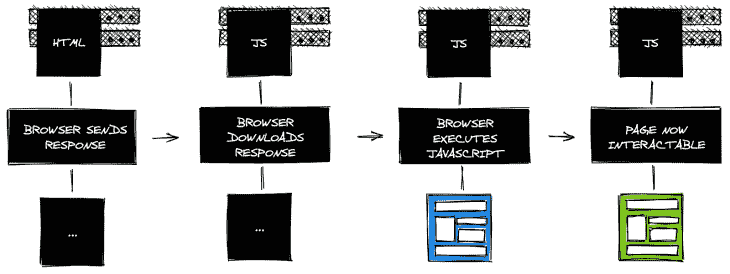 HTML
JS
JS
JS
BROWSER SENDS
RESPONSE
BROWSER
DOWNLOADS
RESPONSE
BROWSER
EXECUTES
JAVASCRIPT
PAGE NOW
INTERACTABLE
...
...